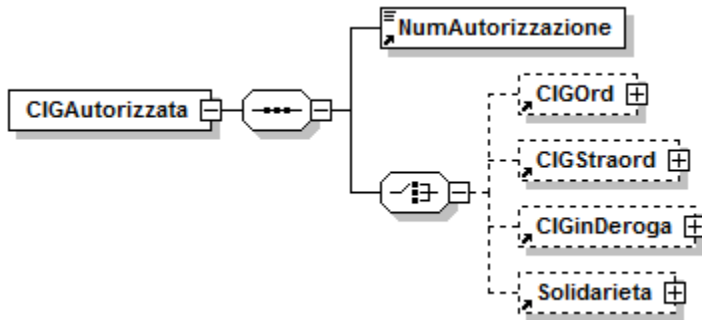 NumAutorizzazione
CIGAutorizzata
CIGOrd
CIGStraord
CIGinDeroga
Solidarieta